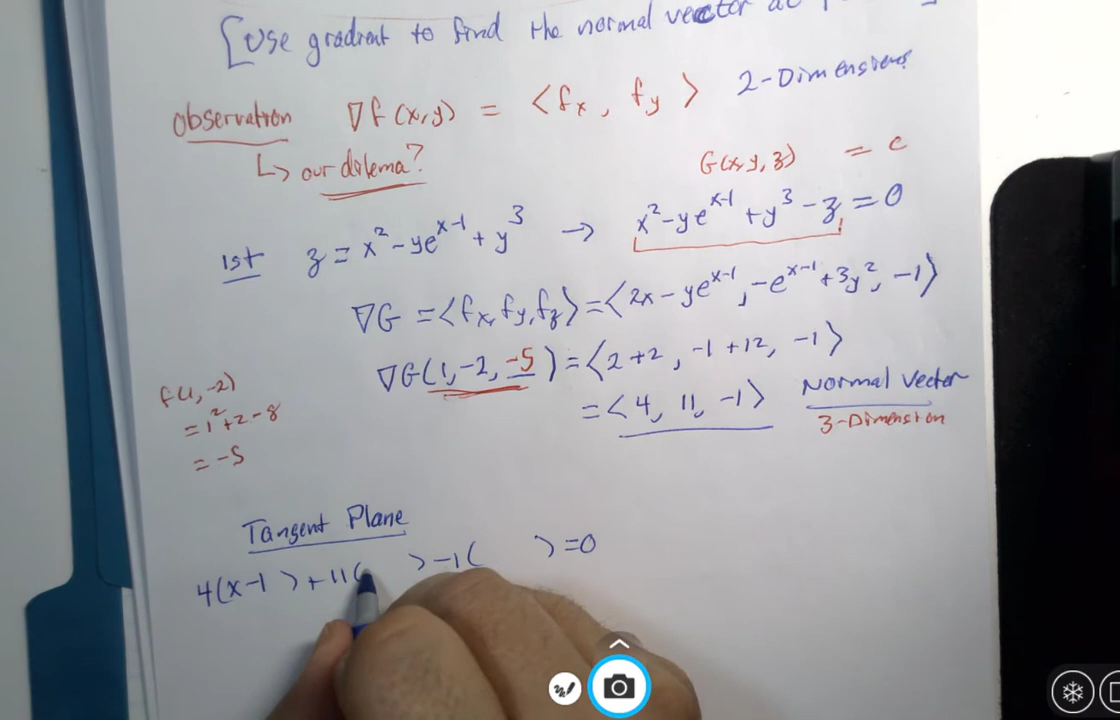 [Use gradient to find the normal vector at
Observation ∇f(x,y) = <fx, fy> 2-Dimensions
↳ our dilema?
G(x,y,z) = c
1st z = x² - ye^(x-1) + y³ → x² - ye^(x-1) + y³ - z = 0
∇G = <fx, fy, fz> = <2x - ye^(x-1), -e^(x-1) + 3y², -1>
∇G(1, -2, -5) = <2+2, -1+12, -1>
= <4, 11, -1> Normal Vector
3-Dimension
f(1, -2)
= 1² + 2 - 8
= -5
Tangent Plane
4(x-1 ) + 11( ) - 1( ) = 0